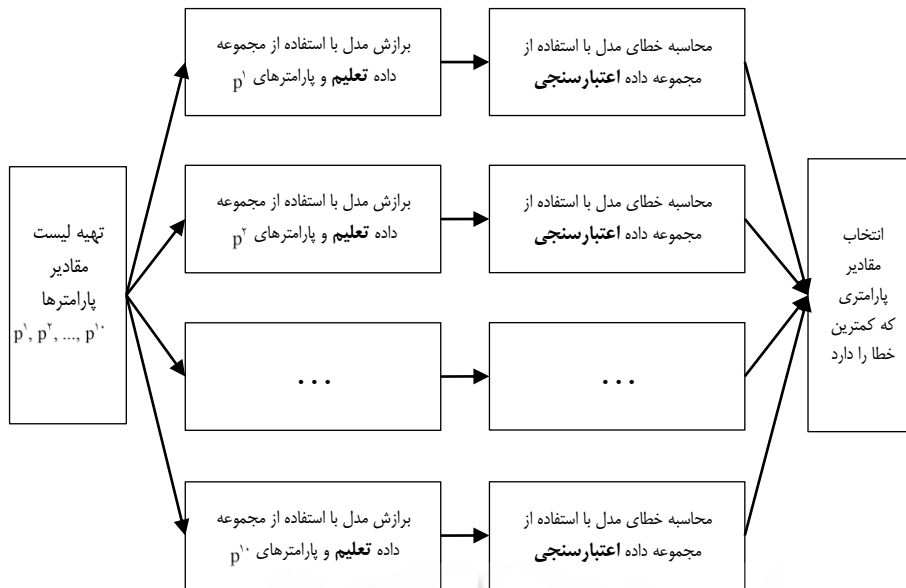 برازش مدل با استفاده از مجموعه
داده تعلیم و پارامترهای p¹
محاسبه خطای مدل با استفاده از
مجموعه داده اعتبارسنجی
برازش مدل با استفاده از مجموعه
داده تعلیم و پارامترهای p²
محاسبه خطای مدل با استفاده از
مجموعه داده اعتبارسنجی
تهیه لیست
مقادیر
پارامترها
p¹, p², ..., p¹۰
انتخاب
مقادیر
پارامتری
که کمترین
خطا را دارد
...
...
برازش مدل با استفاده از مجموعه
داده تعلیم و پارامترهای p¹۰
محاسبه خطای مدل با استفاده از
مجموعه داده اعتبارسنجی